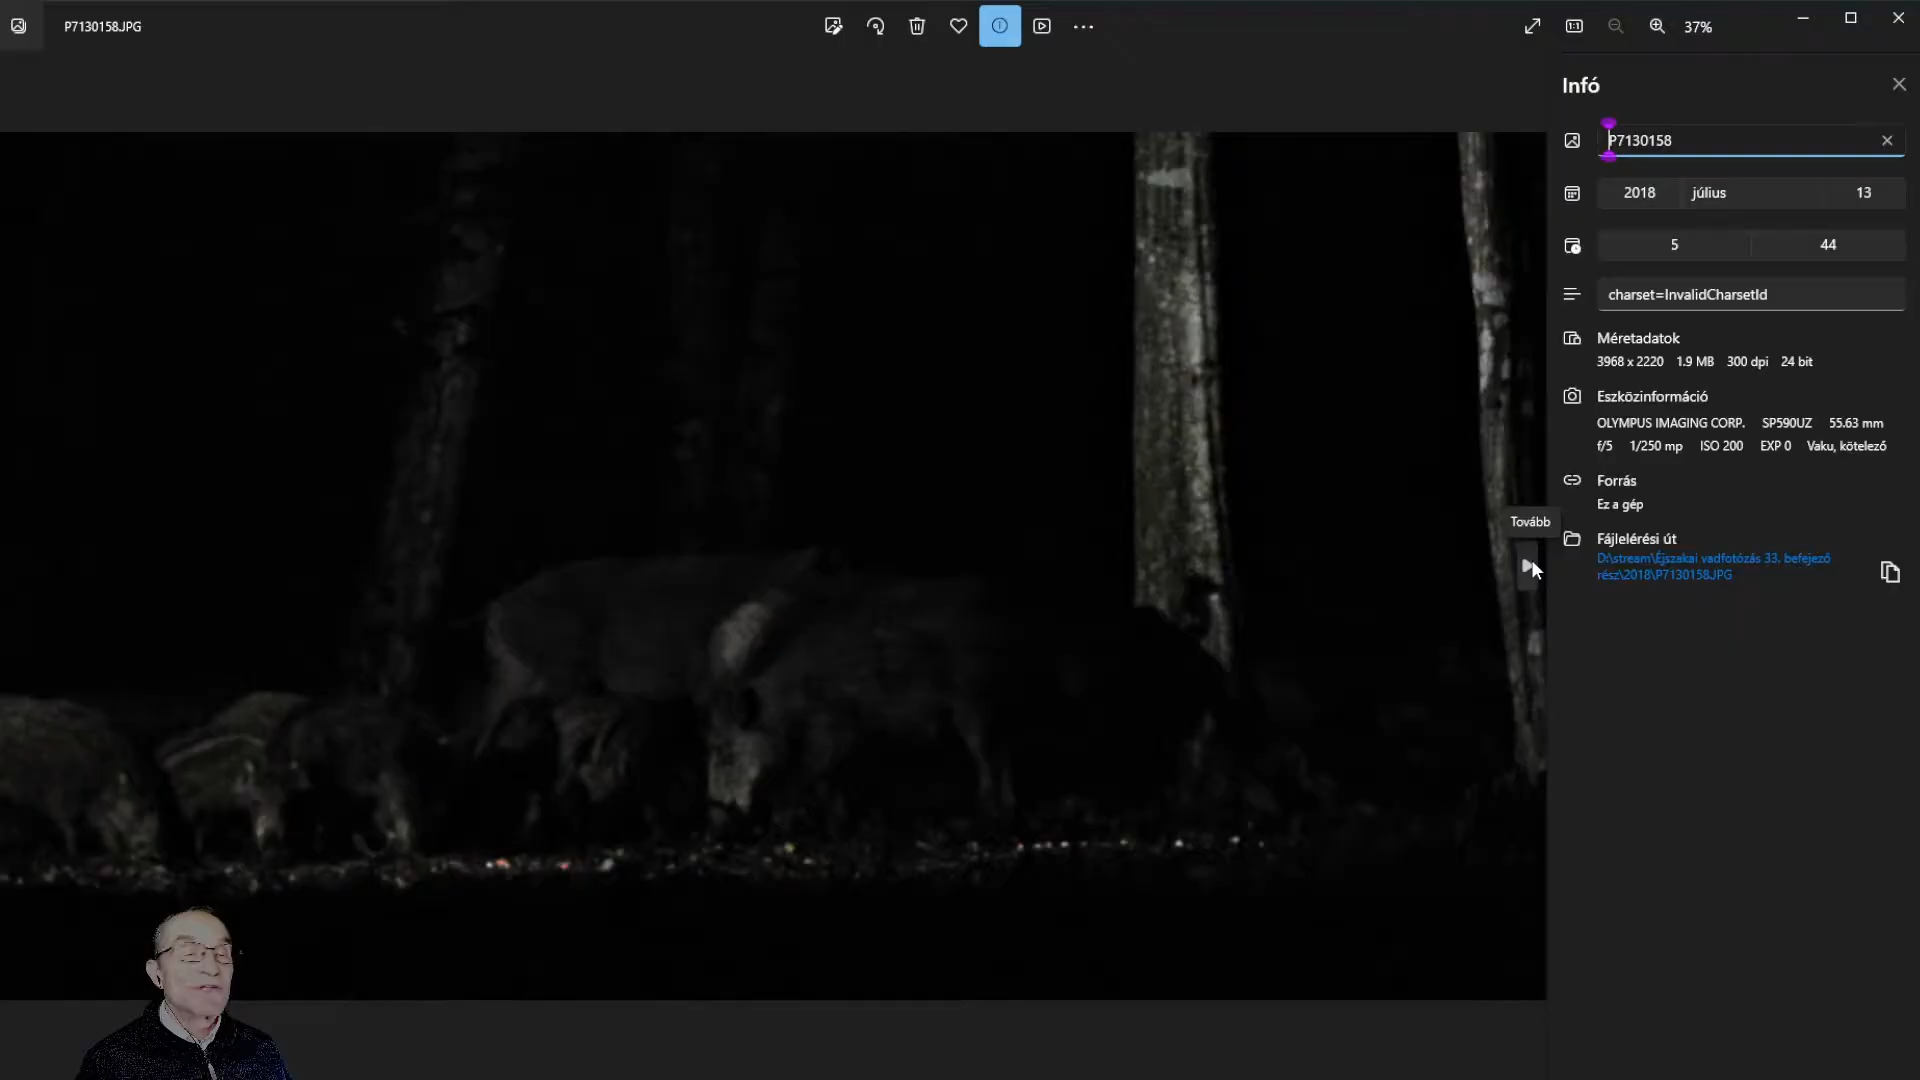 P7130158.JPG
37%
Infó
P7130158
2018 július 13
5 44
charset=InvalidCharsetId
Méretadatok
3968 x 2220 1.9 MB 300 dpi 24 bit
Eszközinformáció
OLYMPUS IMAGING CORP. SP590UZ 55.63 mm
f/5 1/250 mp ISO 200 EXP 0 Vaku, kötelező
Forrás
Ez a gép
Tovább
Fájlelérési út
D:\stream\Éjszakai vadfotózás 33. befejező
rész\2018\P7130158.JPG